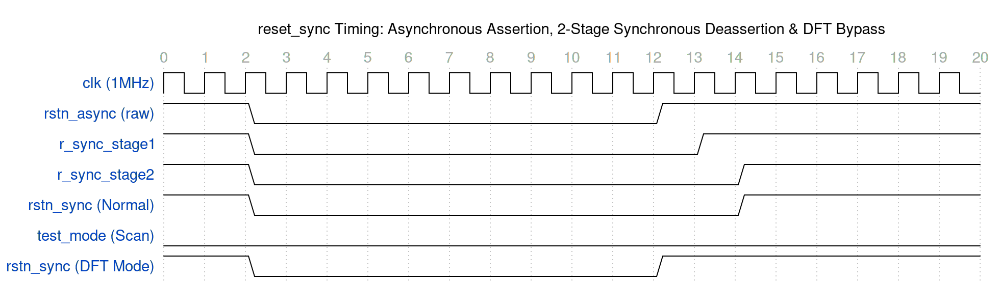 reset_sync Timing: Asynchronous Assertion, 2-Stage Synchronous Deassertion & DFT Bypass
0 1 2 3 4 5 6 7 8 9 10 11 12 13 14 15 16 17 18 19 20
clk (1MHz)
rstn_async (raw)
r_sync_stage1
r_sync_stage2
rstn_sync (Normal)
test_mode (Scan)
rstn_sync (DFT Mode)